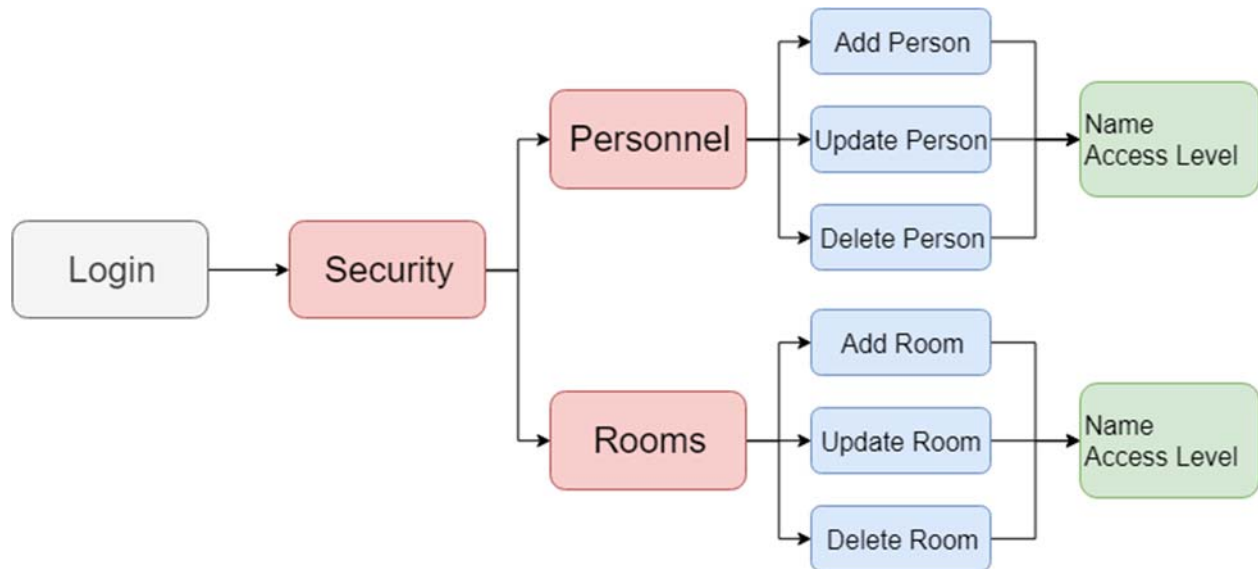 Login
Security
Personnel
Add Person
Update Person
Delete Person
Name
Access Level
Rooms
Add Room
Update Room
Delete Room
Name
Access Level